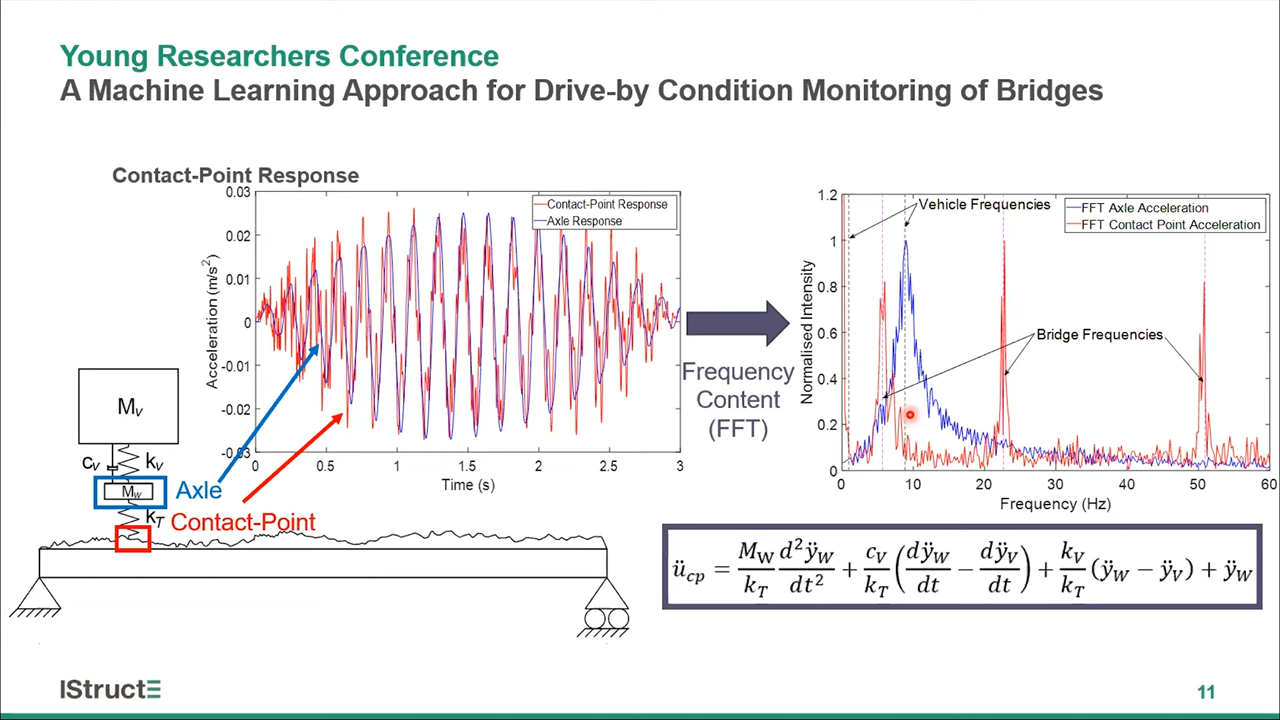 Young Researchers Conference
A Machine Learning Approach for Drive-by Condition Monitoring of Bridges
Contact-Point Response
0.03
0.02
0.01
0
-0.01
-0.02
-0.03
Acceleration (m/s²)
0 0.5 1 1.5 2 2.5 3
Time (s)
Contact-Point Response
Axle Response
Frequency
Content
(FFT)
1.2
1
0.8
0.6
0.4
0.2
0
Normalised Intensity
0 10 20 30 40 50 60
Frequency (Hz)
Vehicle Frequencies
FFT Axle Acceleration
FFT Contact Point Acceleration
Bridge Frequencies
M_V
c_V k_V
M_W
Axle
k_T
Contact-Point
ü_cp = M_W/k_T d²ÿ_W/dt² + c_V/k_T (dÿ_W/dt − dÿ_V/dt) + k_V/k_T (ÿ_W − ÿ_V) + ÿ_W
IStructE
11